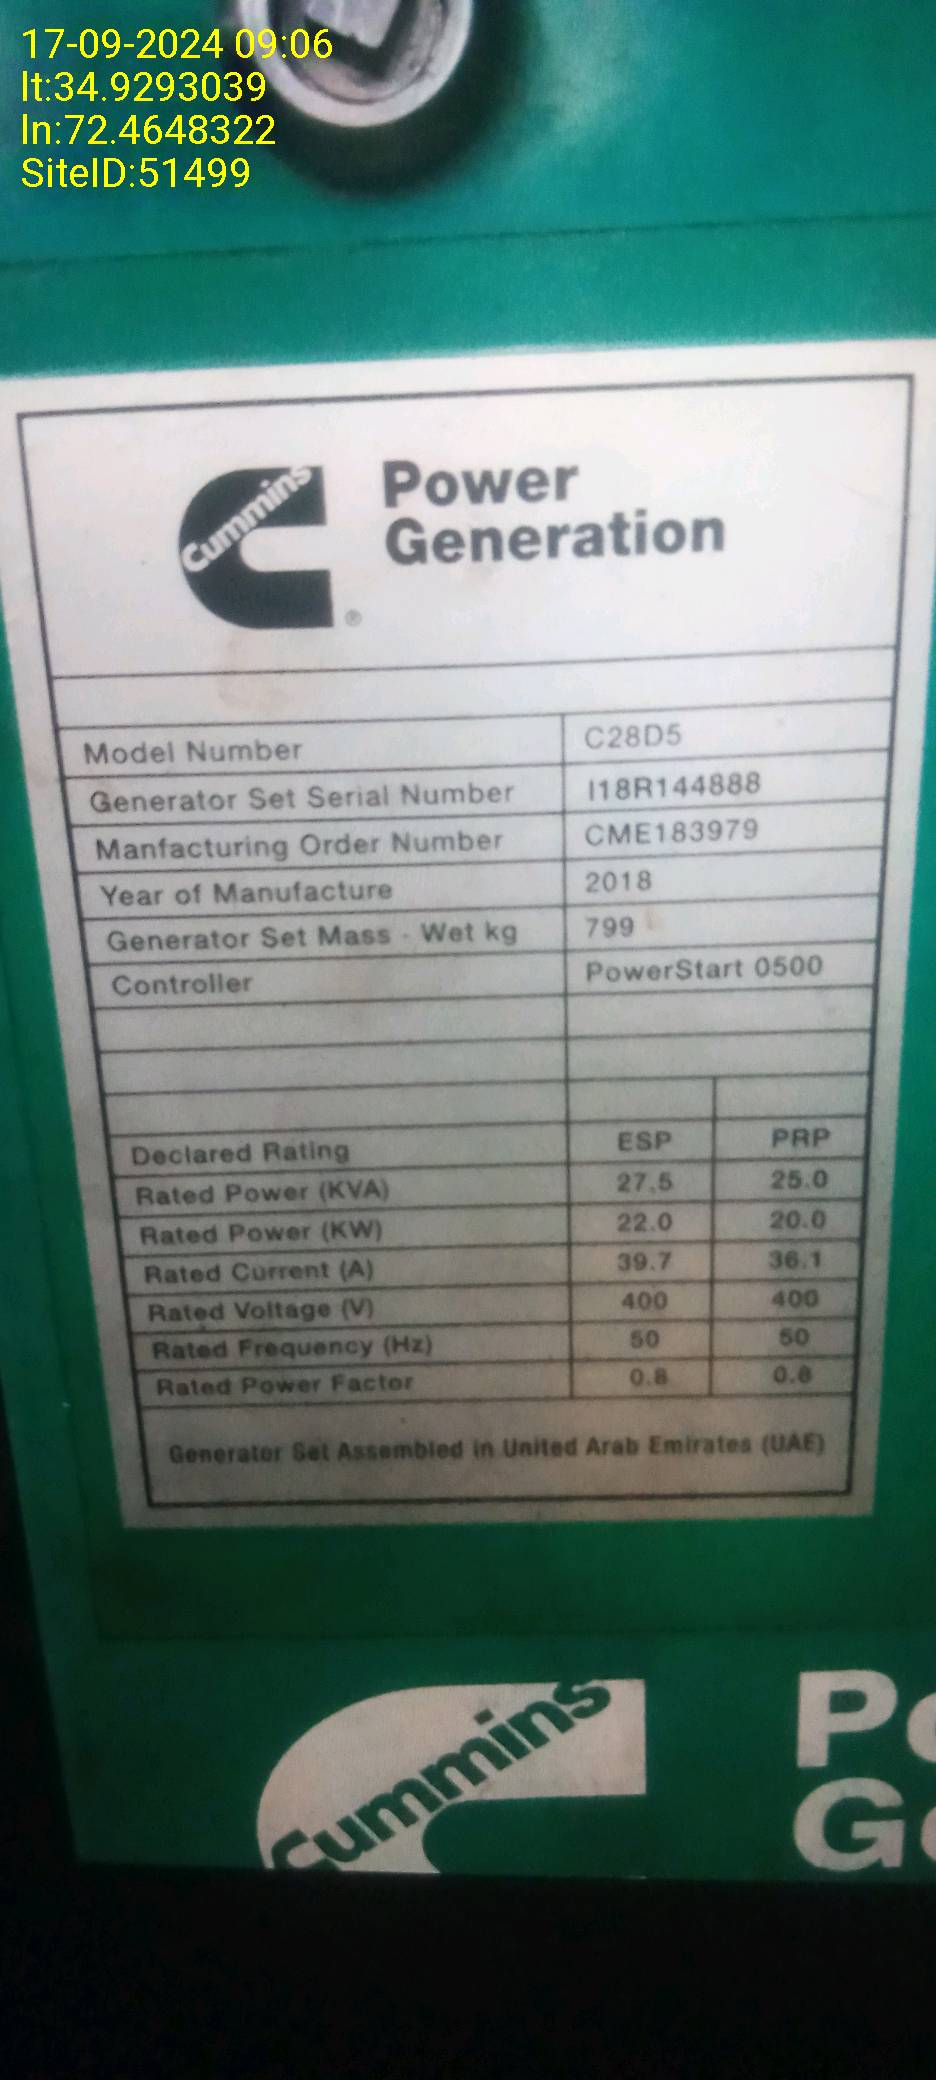 17-09-2024 09:06
lt:34.9293039
ln:72.4648322
SiteID:51499
Cummins
®
Power
Generation
Model Number C28D5
Generator Set Serial Number I18R144888
Manfacturing Order Number CME183979
Year of Manufacture 2018
Generator Set Mass - Wet kg 799
Controller PowerStart 0500
Declared Rating ESP PRP
Rated Power (KVA) 27.5 25.0
Rated Power (KW) 22.0 20.0
Rated Current (A) 39.7 36.1
Rated Voltage (V) 400 400
Rated Frequency (Hz) 50 50
Rated Power Factor 0.8 0.8
Generator Set Assembled in United Arab Emirates (UAE)
Cummins
Po
Ge